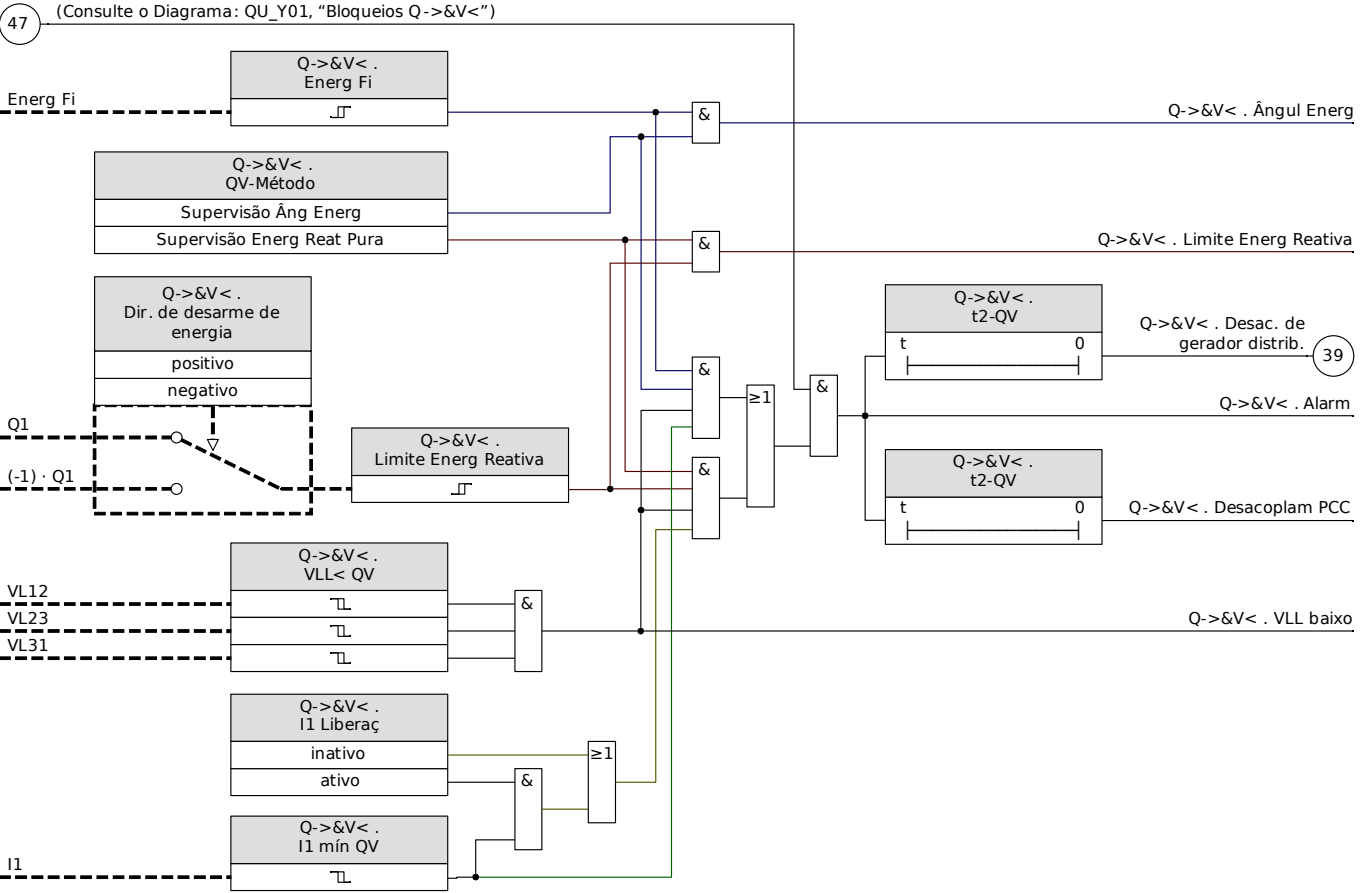 47
(Consulte o Diagrama: QU_Y01, “Bloqueios Q->&V<”)
Q->&V< .
Energ Fi
Energ Fi
&
Q->&V< . Ângul Energ
Q->&V< .
QV-Método
Supervisão Âng Energ
Supervisão Energ Reat Pura
&
Q->&V< . Limite Energ Reativa
Q->&V< .
Dir. de desarme de
energia
positivo
negativo
Q1
(-1) · Q1
Q->&V< .
Limite Energ Reativa
&
&
≥1
&
Q->&V< .
t2-QV
t
0
Q->&V< . Desac. de
gerador distrib.
39
Q->&V< . Alarm
Q->&V< .
t2-QV
t
0
Q->&V< . Desacoplam PCC
Q->&V< .
VLL< QV
VL12
VL23
VL31
&
Q->&V< . VLL baixo
Q->&V< .
I1 Liberaç
inativo
ativo
&
≥1
Q->&V< .
I1 mín QV
I1